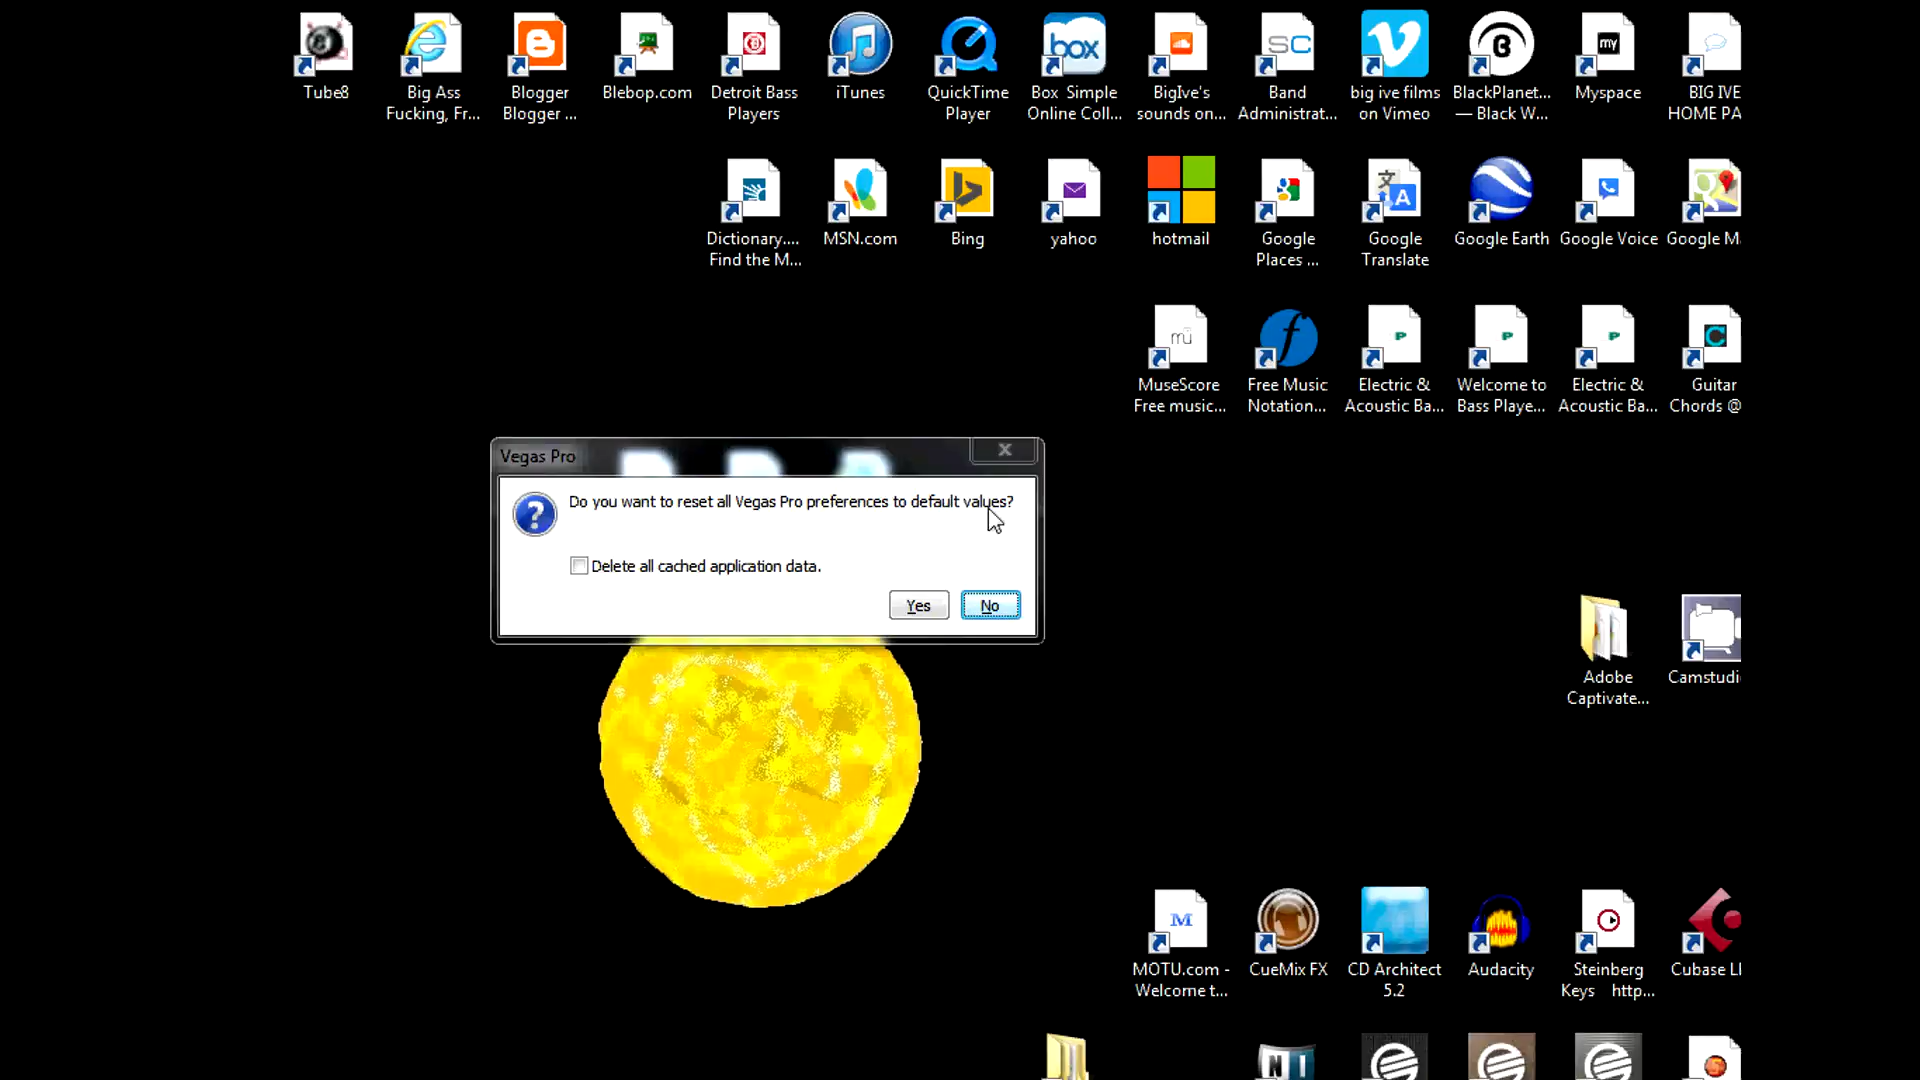 Tube8
Big Ass
Fucking, Fr...
Blogger
Blogger ...
Blebop.com
Detroit Bass
Players
iTunes
QuickTime
Player
Box Simple
Online Coll...
BigIve's
sounds on...
Band
Administrat...
big ive films
on Vimeo
BlackPlanet...
— Black W...
Myspace
BIG IVE
HOME PA
Dictionary....
Find the M...
MSN.com
Bing
yahoo
hotmail
Google
Places ...
Google
Translate
Google Earth
Google Voice
Google M
MuseScore
Free music...
Free Music
Notation...
Electric &
Acoustic Ba...
Welcome to
Bass Playe...
Electric &
Acoustic Ba...
Guitar
Chords @
Vegas Pro
Do you want to reset all Vegas Pro preferences to default values?
Delete all cached application data.
Yes
No
Adobe
Captivate...
Camstudi
MOTU.com -
Welcome t...
CueMix FX
CD Architect
5.2
Audacity
Steinberg
Keys http...
Cubase LE